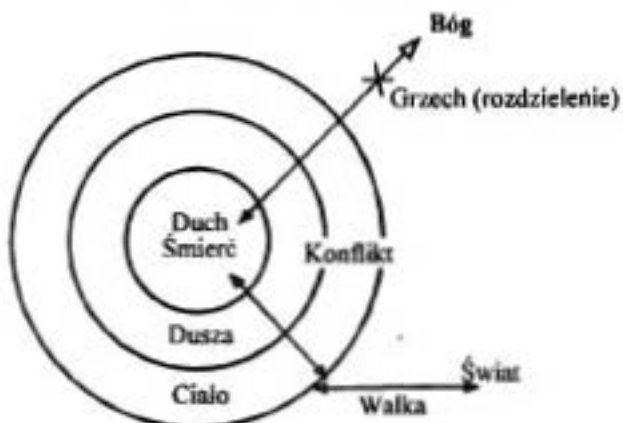 Bóg
Grzech (rozdzielenie)
Duch
Śmierć
Konflikt
Dusza
Ciało
Świat
Walka